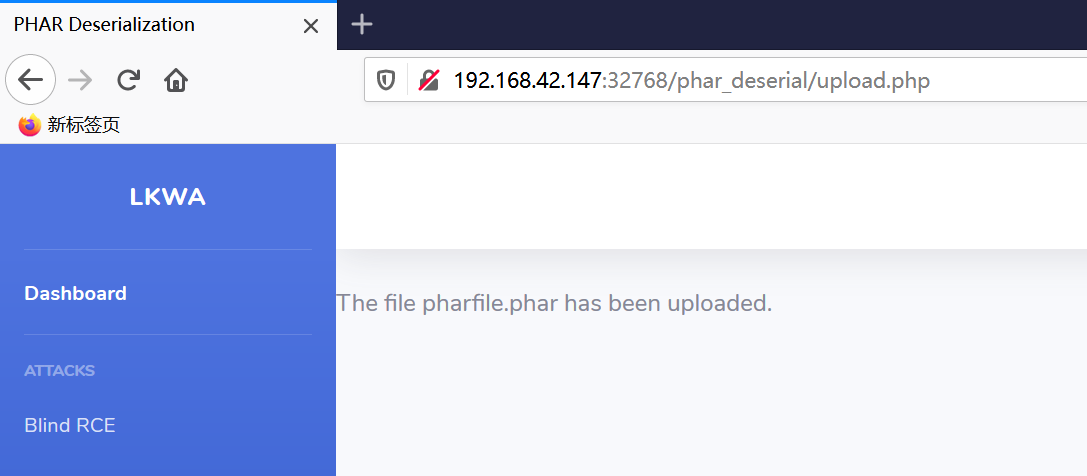 PHAR Deserialization
192.168.42.147:32768/phar_deserial/upload.php
新标签页
LKWA
Dashboard
The file pharfile.phar has been uploaded.
ATTACKS
Blind RCE